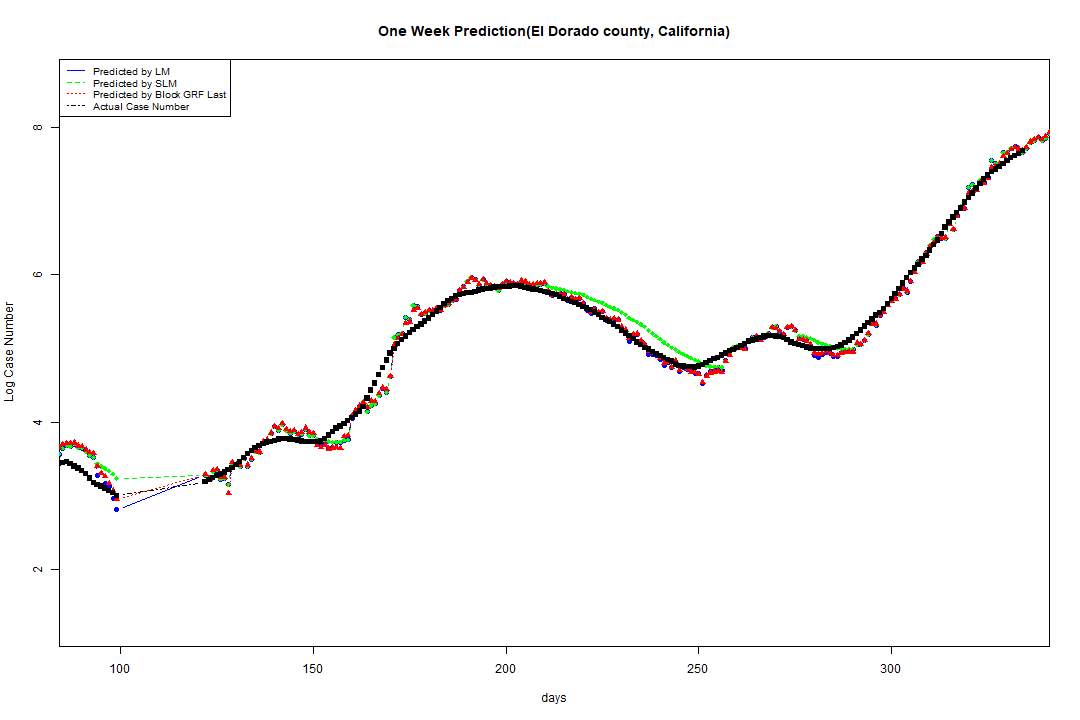 One Week Prediction(El Dorado county, California)
Predicted by LM
Predicted by SLM
Predicted by Block GRF Last
Actual Case Number
8
6
4
2
Log Case Number
100 150 200 250 300
days